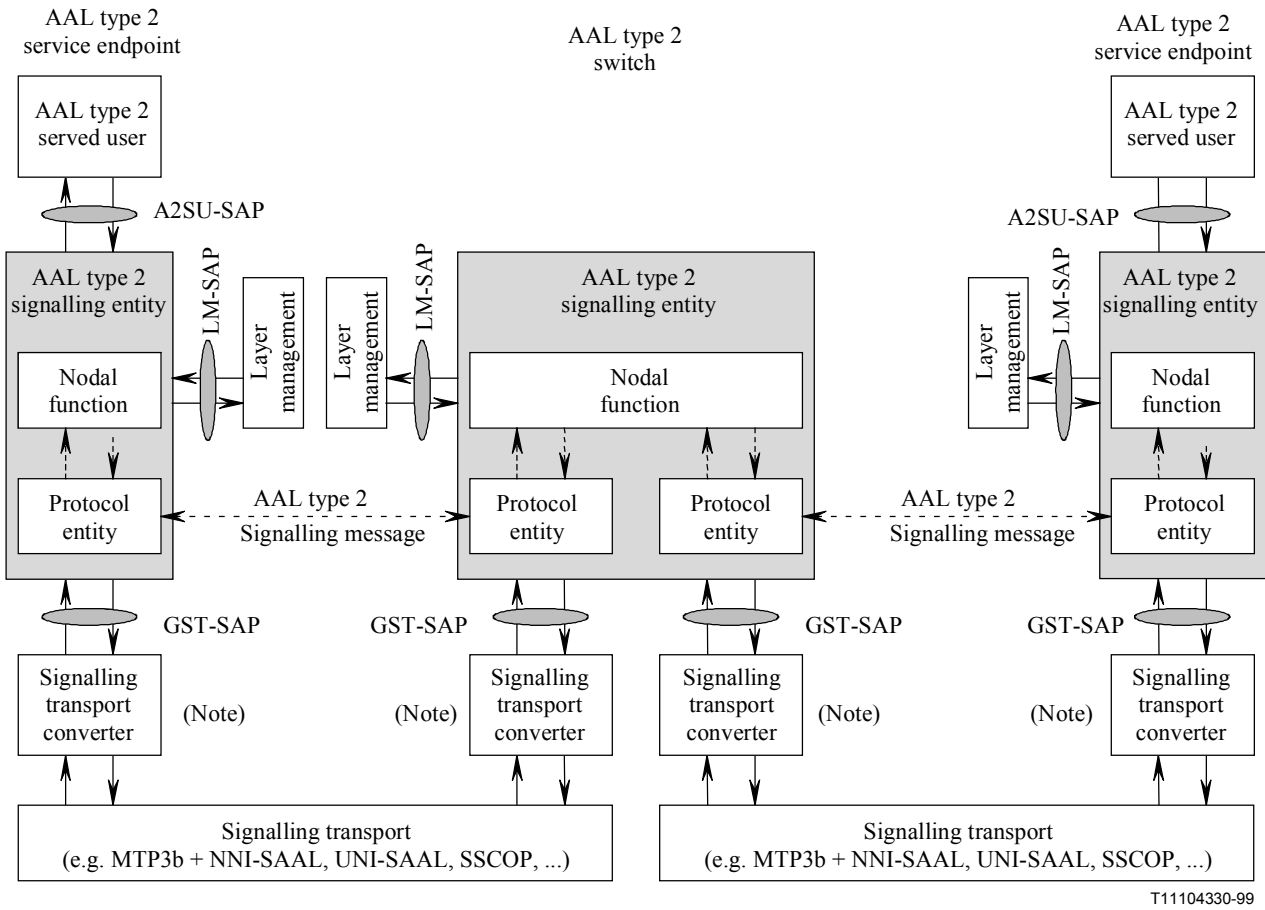 AAL type 2
service endpoint
AAL type 2
switch
AAL type 2
service endpoint
AAL type 2
served user
AAL type 2
served user
A2SU-SAP
A2SU-SAP
AAL type 2
signalling entity
LM-SAP
Layer
management
Layer
management
LM-SAP
AAL type 2
signalling entity
Layer
management
LM-SAP
AAL type 2
signalling entity
Nodal
function
Nodal
function
Nodal
function
Protocol
entity
AAL type 2
Signalling message
Protocol
entity
Protocol
entity
AAL type 2
Signalling message
Protocol
entity
GST-SAP
GST-SAP
GST-SAP
GST-SAP
Signalling
transport
converter
(Note)
(Note)
Signalling
transport
converter
Signalling
transport
converter
(Note)
(Note)
Signalling
transport
converter
Signalling transport
(e.g. MTP3b + NNI-SAAL, UNI-SAAL, SSCOP, ...)
Signalling transport
(e.g. MTP3b + NNI-SAAL, UNI-SAAL, SSCOP, ...)
T11104330-99